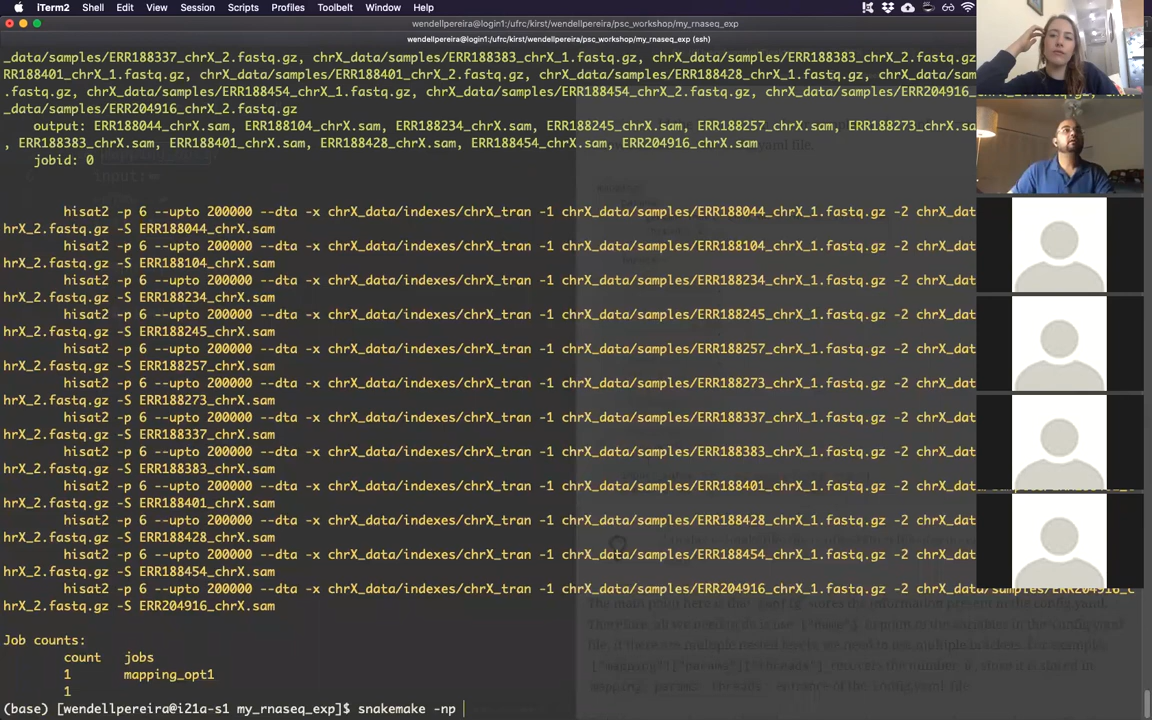 iTerm2 Shell Edit View Session Scripts Profiles Toolbelt Window Help
wendellpereira@login1:/ufrc/kirst/wendellpereira/psc_workshop/my_rnaseq_exp
wendellpereira@login1:/ufrc/kirst/wendellpereira/psc_workshop/my_rnaseq_exp (ssh)
_data/samples/ERR188337_chrX_2.fastq.gz, chrX_data/samples/ERR188383_chrX_1.fastq.gz, chrX_data/samples/ERR188383_chrX_2.fastq.gz
RR188401_chrX_1.fastq.gz, chrX_data/samples/ERR188401_chrX_2.fastq.gz, chrX_data/samples/ERR188428_chrX_1.fastq.gz, chrX_data
.fastq.gz, chrX_data/samples/ERR188454_chrX_1.fastq.gz, chrX_data/samples/ERR188454_chrX_2.fastq.gz, chrX_data/samples/ERR204916
_data/samples/ERR204916_chrX_2.fastq.gz
output: ERR188044_chrX.sam, ERR188104_chrX.sam, ERR188234_chrX.sam, ERR188245_chrX.sam, ERR188257_chrX.sam, ERR188273_chrX.sa
, ERR188383_chrX.sam, ERR188401_chrX.sam, ERR188428_chrX.sam, ERR188454_chrX.sam, ERR204916_chrX.sam
jobid: 0
hisat2 -p 6 --upto 200000 --dta -x chrX_data/indexes/chrX_tran -1 chrX_data/samples/ERR188044_chrX_1.fastq.gz -2 chrX_dat
hrX_2.fastq.gz -S ERR188044_chrX.sam
hisat2 -p 6 --upto 200000 --dta -x chrX_data/indexes/chrX_tran -1 chrX_data/samples/ERR188104_chrX_1.fastq.gz -2 chrX_dat
hrX_2.fastq.gz -S ERR188104_chrX.sam
hisat2 -p 6 --upto 200000 --dta -x chrX_data/indexes/chrX_tran -1 chrX_data/samples/ERR188234_chrX_1.fastq.gz -2 chrX_dat
hrX_2.fastq.gz -S ERR188234_chrX.sam
hisat2 -p 6 --upto 200000 --dta -x chrX_data/indexes/chrX_tran -1 chrX_data/samples/ERR188245_chrX_1.fastq.gz -2 chrX_dat
hrX_2.fastq.gz -S ERR188245_chrX.sam
hisat2 -p 6 --upto 200000 --dta -x chrX_data/indexes/chrX_tran -1 chrX_data/samples/ERR188257_chrX_1.fastq.gz -2 chrX_dat
hrX_2.fastq.gz -S ERR188257_chrX.sam
hisat2 -p 6 --upto 200000 --dta -x chrX_data/indexes/chrX_tran -1 chrX_data/samples/ERR188273_chrX_1.fastq.gz -2 chrX_dat
hrX_2.fastq.gz -S ERR188273_chrX.sam
hisat2 -p 6 --upto 200000 --dta -x chrX_data/indexes/chrX_tran -1 chrX_data/samples/ERR188337_chrX_1.fastq.gz -2 chrX_dat
hrX_2.fastq.gz -S ERR188337_chrX.sam
hisat2 -p 6 --upto 200000 --dta -x chrX_data/indexes/chrX_tran -1 chrX_data/samples/ERR188383_chrX_1.fastq.gz -2 chrX_dat
hrX_2.fastq.gz -S ERR188383_chrX.sam
hisat2 -p 6 --upto 200000 --dta -x chrX_data/indexes/chrX_tran -1 chrX_data/samples/ERR188401_chrX_1.fastq.gz -2 chrX_dat
hrX_2.fastq.gz -S ERR188401_chrX.sam
hisat2 -p 6 --upto 200000 --dta -x chrX_data/indexes/chrX_tran -1 chrX_data/samples/ERR188428_chrX_1.fastq.gz -2 chrX_dat
hrX_2.fastq.gz -S ERR188428_chrX.sam
hisat2 -p 6 --upto 200000 --dta -x chrX_data/indexes/chrX_tran -1 chrX_data/samples/ERR188454_chrX_1.fastq.gz -2 chrX_dat
hrX_2.fastq.gz -S ERR188454_chrX.sam
hisat2 -p 6 --upto 200000 --dta -x chrX_data/indexes/chrX_tran -1 chrX_data/samples/ERR204916_chrX_1.fastq.gz -2 chrX_data/samples/ERR204916_c
hrX_2.fastq.gz -S ERR204916_chrX.sam
Job counts:
count jobs
1 mapping_opt1
1
(base) [wendellpereira@i21a-s1 my_rnaseq_exp]$ snakemake -np